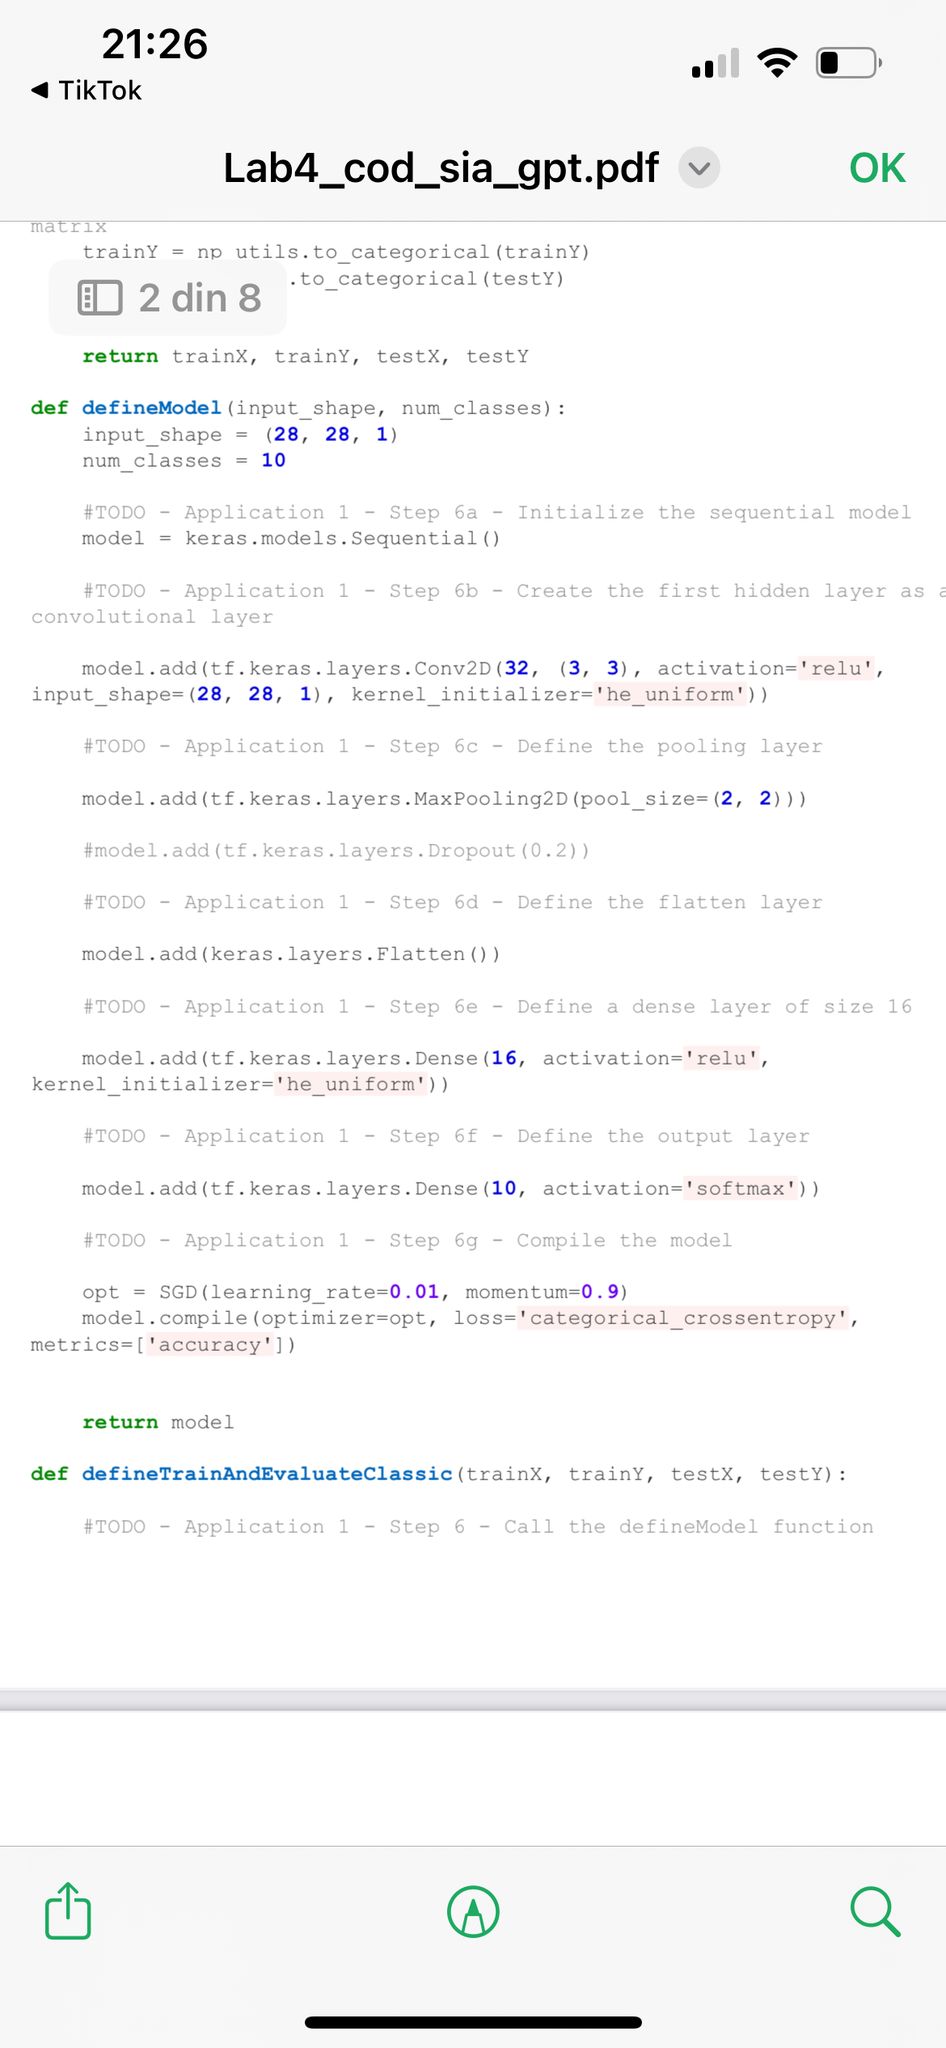 21:26
◀ TikTok
Lab4_cod_sia_gpt.pdf
OK
matrix
    trainY = np_utils.to_categorical(trainY)
.to_categorical(testY)
2 din 8
    return trainX, trainY, testX, testY
def defineModel(input_shape, num_classes):
    input_shape = (28, 28, 1)
    num_classes = 10
    #TODO - Application 1 - Step 6a - Initialize the sequential model
    model = keras.models.Sequential()
    #TODO - Application 1 - Step 6b - Create the first hidden layer as a
convolutional layer
    model.add(tf.keras.layers.Conv2D(32, (3, 3), activation='relu',
input_shape=(28, 28, 1), kernel_initializer='he_uniform'))
    #TODO - Application 1 - Step 6c - Define the pooling layer
    model.add(tf.keras.layers.MaxPooling2D(pool_size=(2, 2)))
    #model.add(tf.keras.layers.Dropout(0.2))
    #TODO - Application 1 - Step 6d - Define the flatten layer
    model.add(keras.layers.Flatten())
    #TODO - Application 1 - Step 6e - Define a dense layer of size 16
    model.add(tf.keras.layers.Dense(16, activation='relu',
kernel_initializer='he_uniform'))
    #TODO - Application 1 - Step 6f - Define the output layer
    model.add(tf.keras.layers.Dense(10, activation='softmax'))
    #TODO - Application 1 - Step 6g - Compile the model
    opt = SGD(learning_rate=0.01, momentum=0.9)
    model.compile(optimizer=opt, loss='categorical_crossentropy',
metrics=['accuracy'])
    return model
def defineTrainAndEvaluateClassic(trainX, trainY, testX, testY):
    #TODO - Application 1 - Step 6 - Call the defineModel function